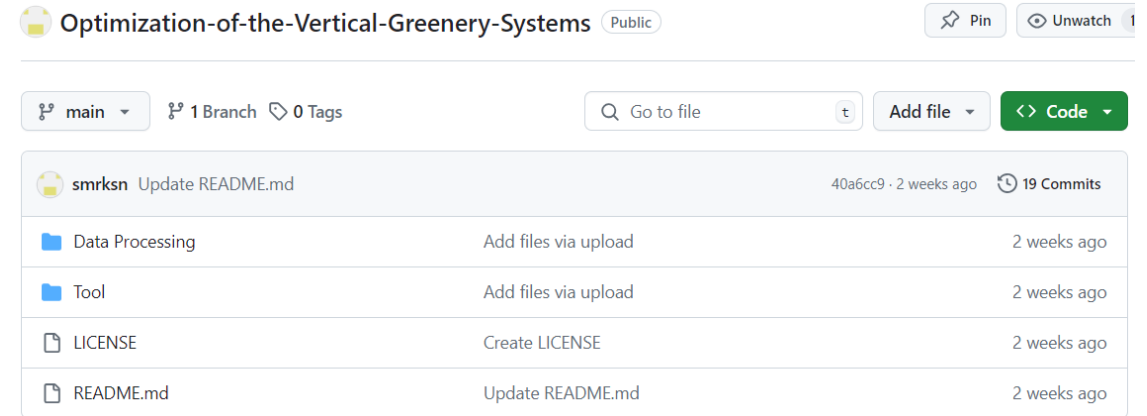 Optimization-of-the-Vertical-Greenery-Systems Public Pin Unwatch 1
main 1 Branch 0 Tags Go to file t Add file Code
smrksn Update README.md 40a6cc9 · 2 weeks ago 19 Commits
Data Processing Add files via upload 2 weeks ago
Tool Add files via upload 2 weeks ago
LICENSE Create LICENSE 2 weeks ago
README.md Update README.md 2 weeks ago